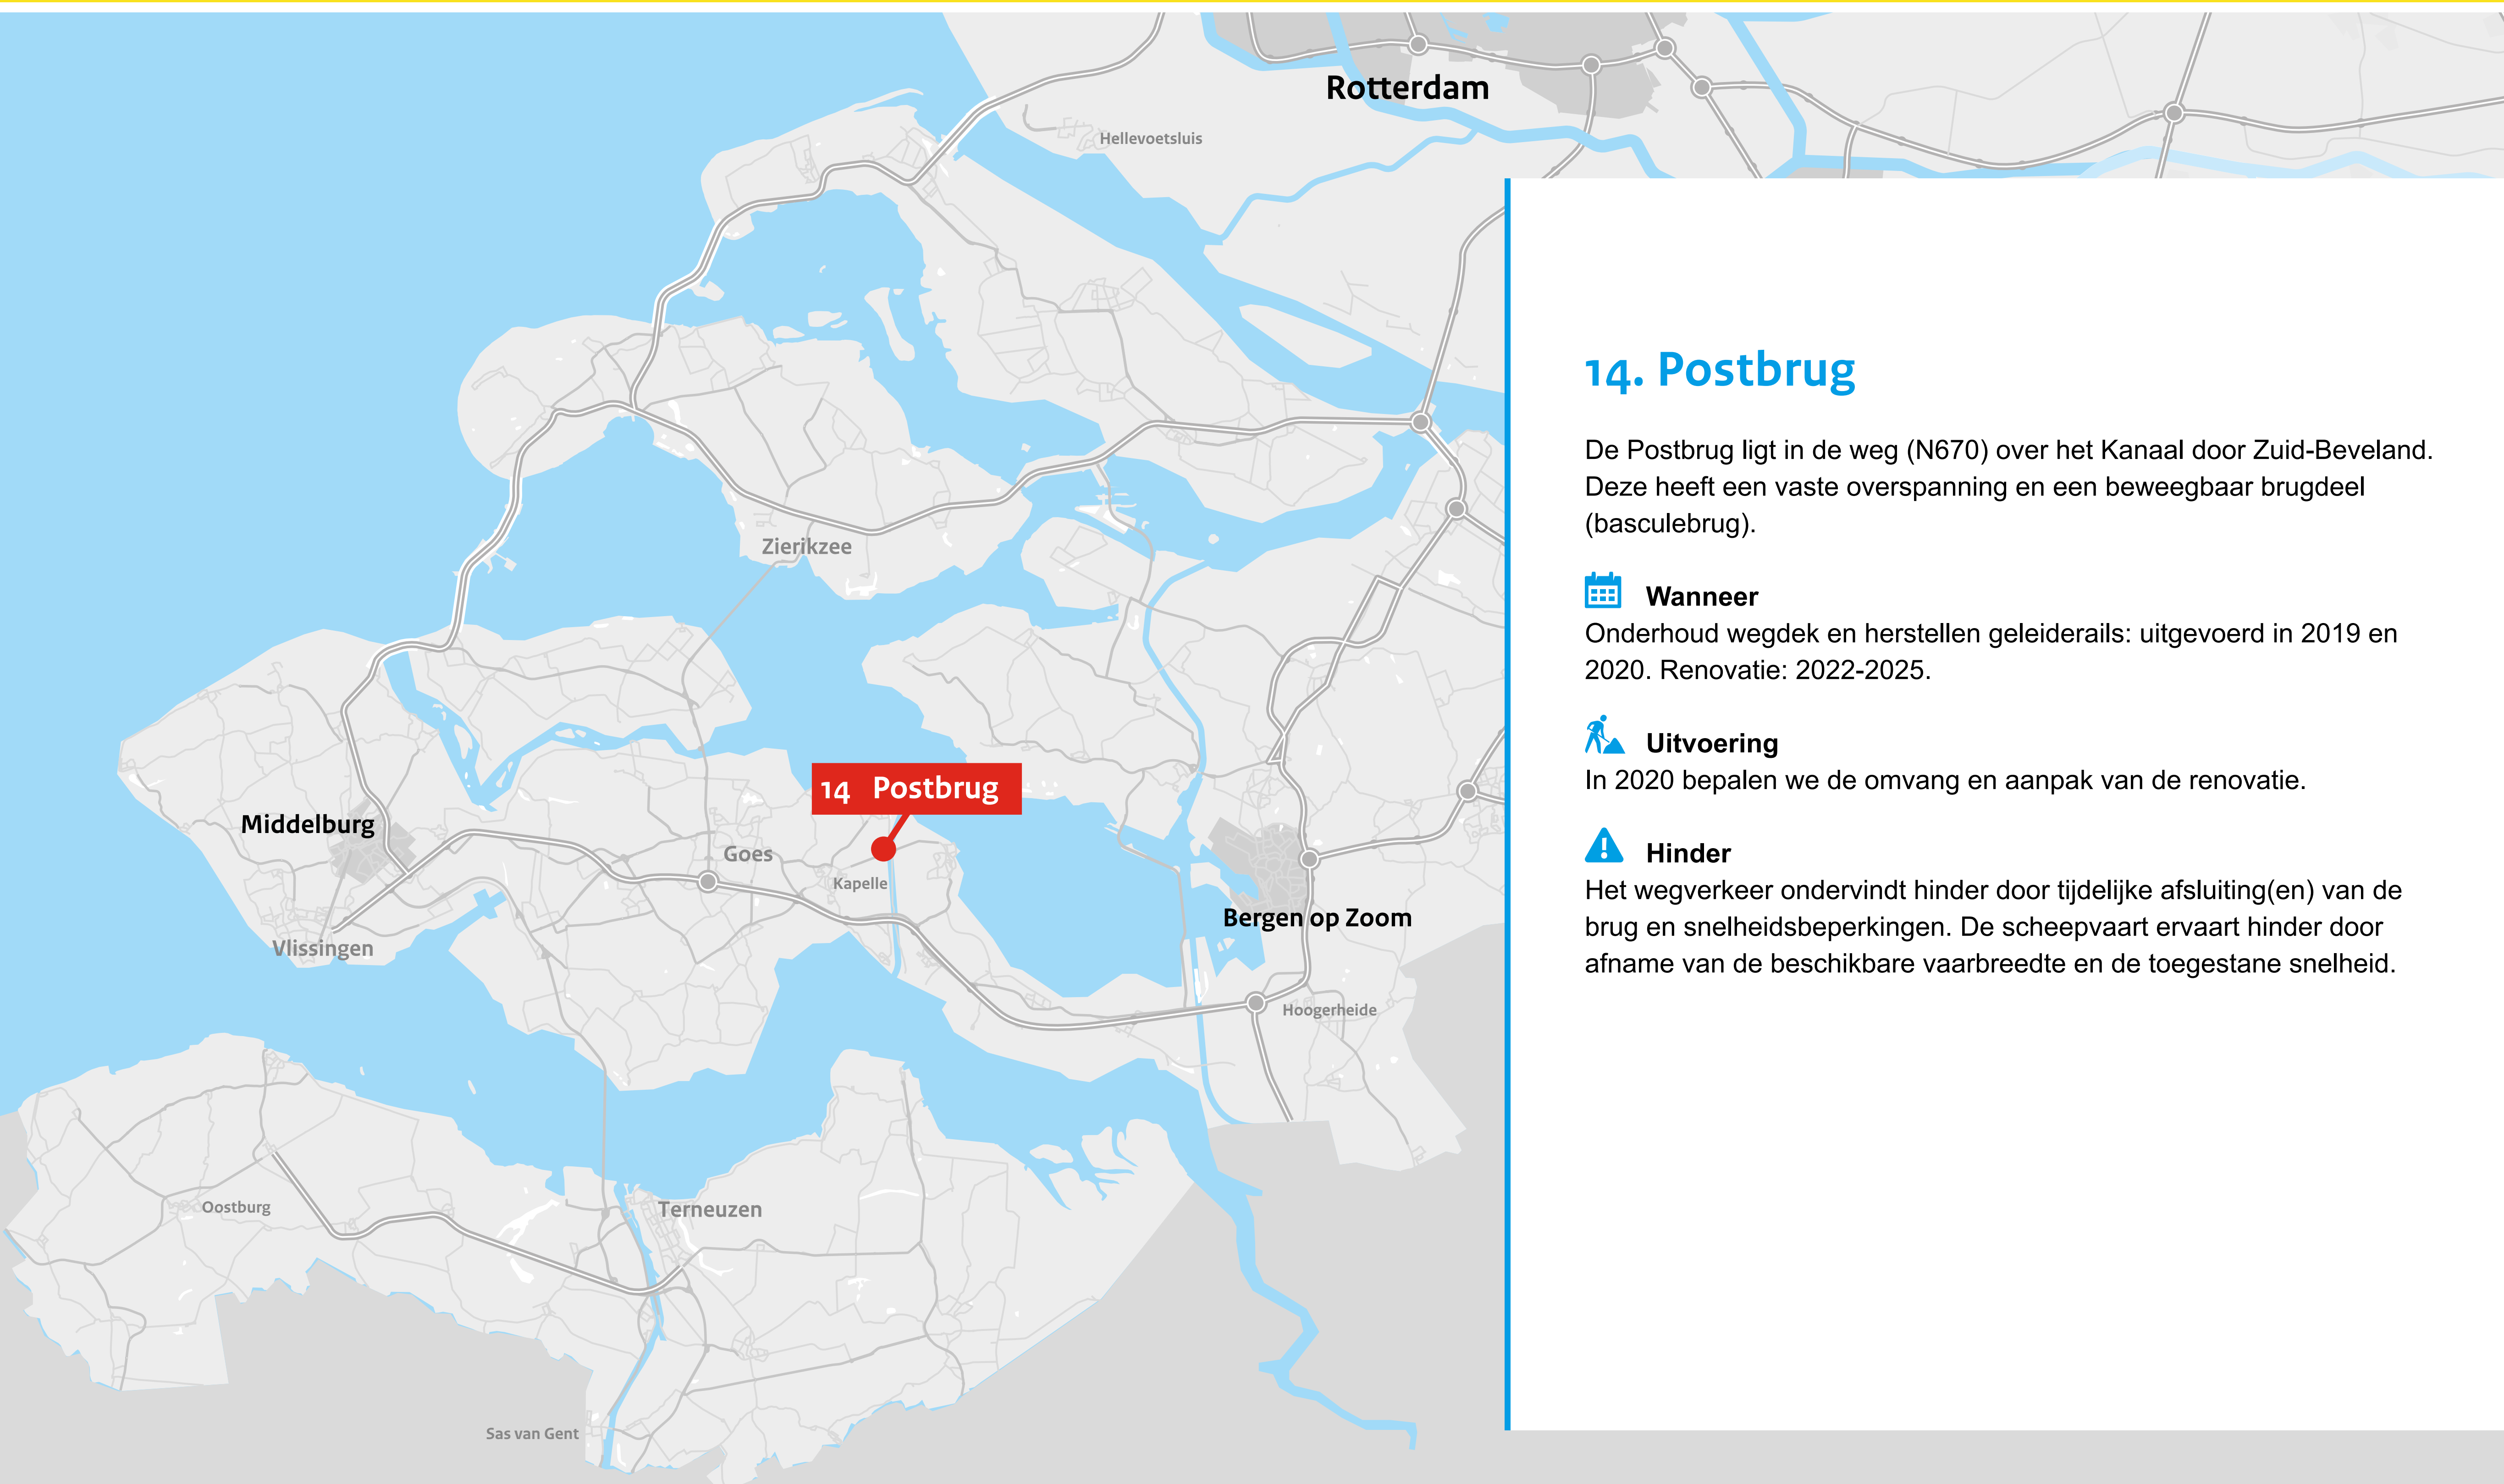 Rotterdam
Hellevoetsluis
Zierikzee
14 Postbrug
Middelburg
Goes
Kapelle
Vlissingen
Bergen op Zoom
Hoogerheide
Oostburg
Terneuzen
Sas van Gent
14. Postbrug
De Postbrug ligt in de weg (N670) over het Kanaal door Zuid-Beveland.
Deze heeft een vaste overspanning en een beweegbaar brugdeel
(basculebrug).
Wanneer
Onderhoud wegdek en herstellen geleiderails: uitgevoerd in 2019 en
2020. Renovatie: 2022-2025.
Uitvoering
In 2020 bepalen we de omvang en aanpak van de renovatie.
Hinder
Het wegverkeer ondervindt hinder door tijdelijke afsluiting(en) van de
brug en snelheidsbeperkingen. De scheepvaart ervaart hinder door
afname van de beschikbare vaarbreedte en de toegestane snelheid.